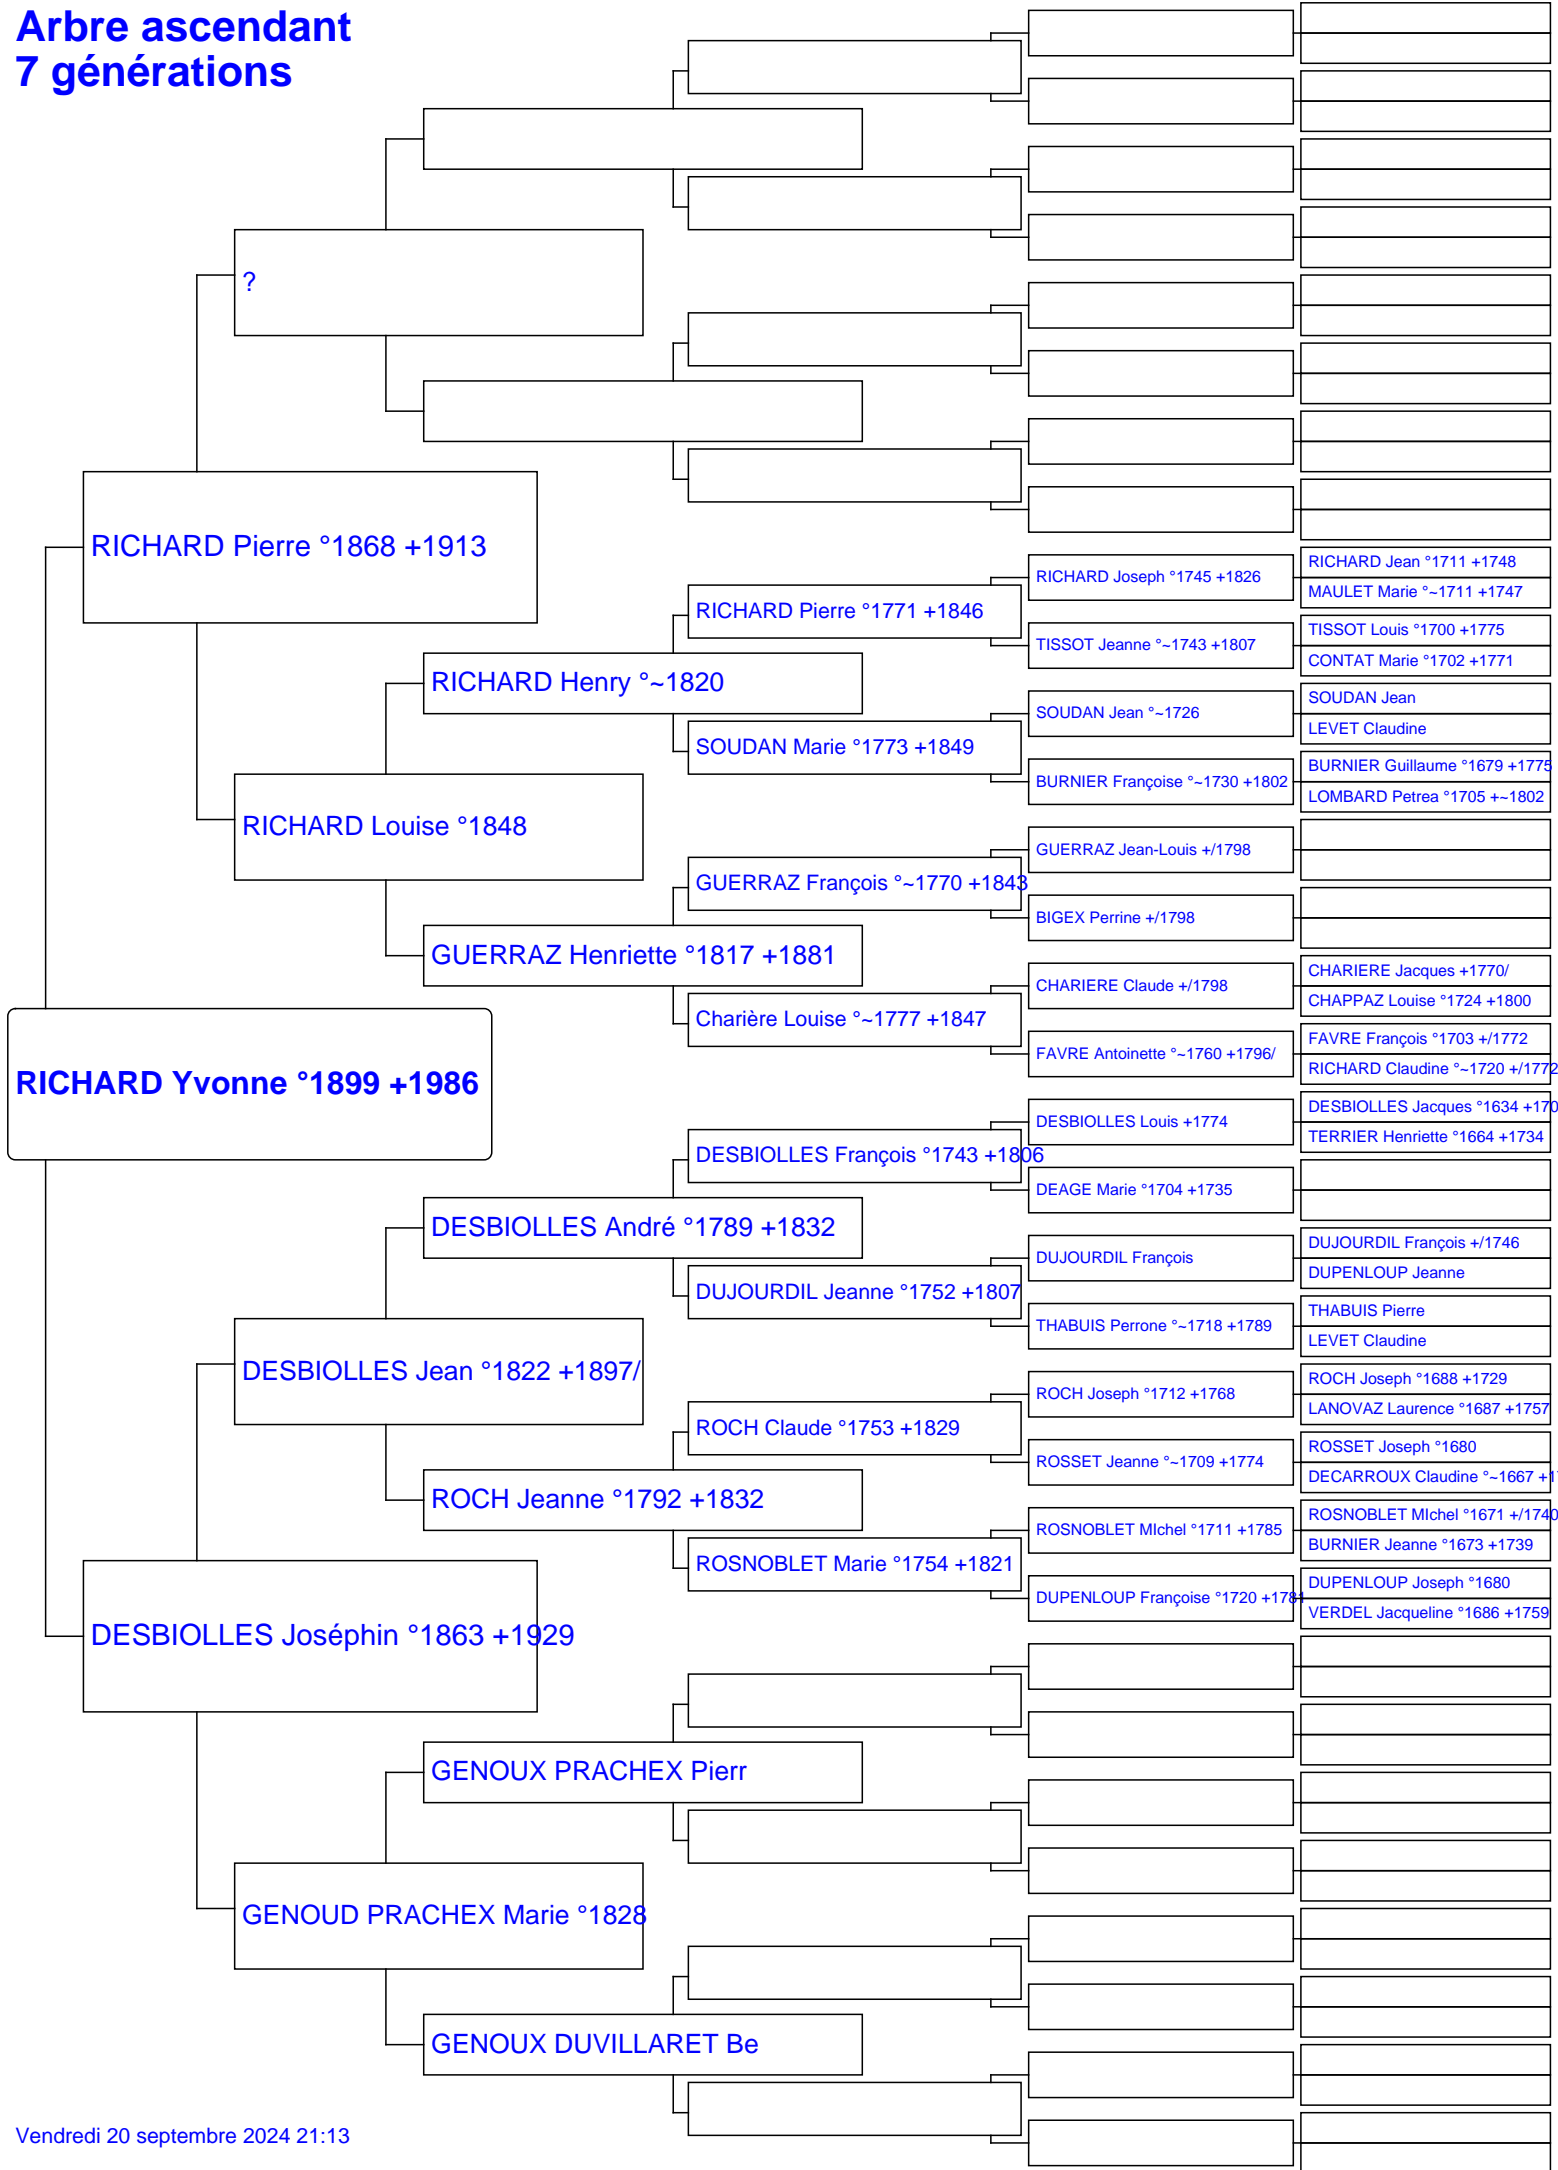 Arbre ascendant
7 générations
?
RICHARD Pierre °1868 +1913
RICHARD Jean °1711 +1748
RICHARD Joseph °1745 +1826
MAULET Marie °~1711 +1747
RICHARD Pierre °1771 +1846
TISSOT Louis °1700 +1775
TISSOT Jeanne °~1743 +1807
CONTAT Marie °1702 +1771
RICHARD Henry °~1820
SOUDAN Jean
SOUDAN Jean °~1726
LEVET Claudine
SOUDAN Marie °1773 +1849
BURNIER Guillaume °1679 +1775
BURNIER Françoise °~1730 +1802
LOMBARD Petrea °1705 +~1802
RICHARD Louise °1848
GUERRAZ Jean-Louis +/1798
GUERRAZ François °~1770 +1843
BIGEX Perrine +/1798
GUERRAZ Henriette °1817 +1881
CHARIERE Jacques +1770/
CHARIERE Claude +/1798
CHAPPAZ Louise °1724 +1800
Charière Louise °~1777 +1847
FAVRE François °1703 +/1772
FAVRE Antoinette °~1760 +1796/
RICHARD Claudine °~1720 +/1772
RICHARD Yvonne °1899 +1986
DESBIOLLES Jacques °1634 +170
DESBIOLLES Louis +1774
TERRIER Henriette °1664 +1734
DESBIOLLES François °1743 +1806
DEAGE Marie °1704 +1735
DESBIOLLES André °1789 +1832
DUJOURDIL François +/1746
DUJOURDIL François
DUPENLOUP Jeanne
DUJOURDIL Jeanne °1752 +1807
THABUIS Pierre
THABUIS Perrone °~1718 +1789
LEVET Claudine
DESBIOLLES Jean °1822 +1897/
ROCH Joseph °1688 +1729
ROCH Joseph °1712 +1768
LANOVAZ Laurence °1687 +1757
ROCH Claude °1753 +1829
ROSSET Joseph °1680
ROSSET Jeanne °~1709 +1774
DECARROUX Claudine °~1667 +1
ROCH Jeanne °1792 +1832
ROSNOBLET MIchel °1671 +/1740
ROSNOBLET MIchel °1711 +1785
BURNIER Jeanne °1673 +1739
ROSNOBLET Marie °1754 +1821
DUPENLOUP Joseph °1680
DUPENLOUP Françoise °1720 +1781
VERDEL Jacqueline °1686 +1759
DESBIOLLES Joséphin °1863 +1929
GENOUX PRACHEX Pierr
GENOUD PRACHEX Marie °1828
GENOUX DUVILLARET Be
Vendredi 20 septembre 2024 21:13